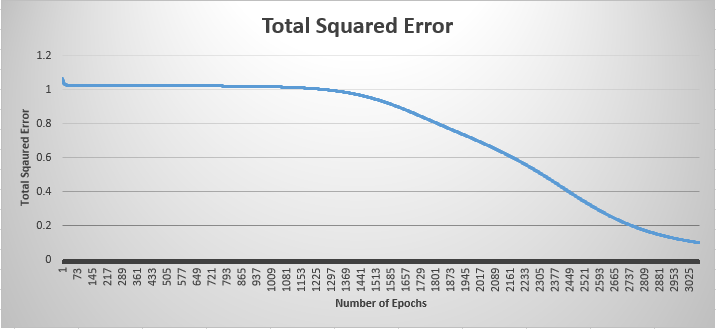 Total Squared Error
1.2
1
0.8
0.6
0.4
0.2
0
Total Sqaured Error
1 73 145 217 289 361 433 505 577 649 721 793 865 937 1009 1081 1153 1225 1297 1369 1441 1513 1585 1657 1729 1801 1873 1945 2017 2089 2161 2233 2305 2377 2449 2521 2593 2665 2737 2809 2881 2953 3025
Number of Epochs